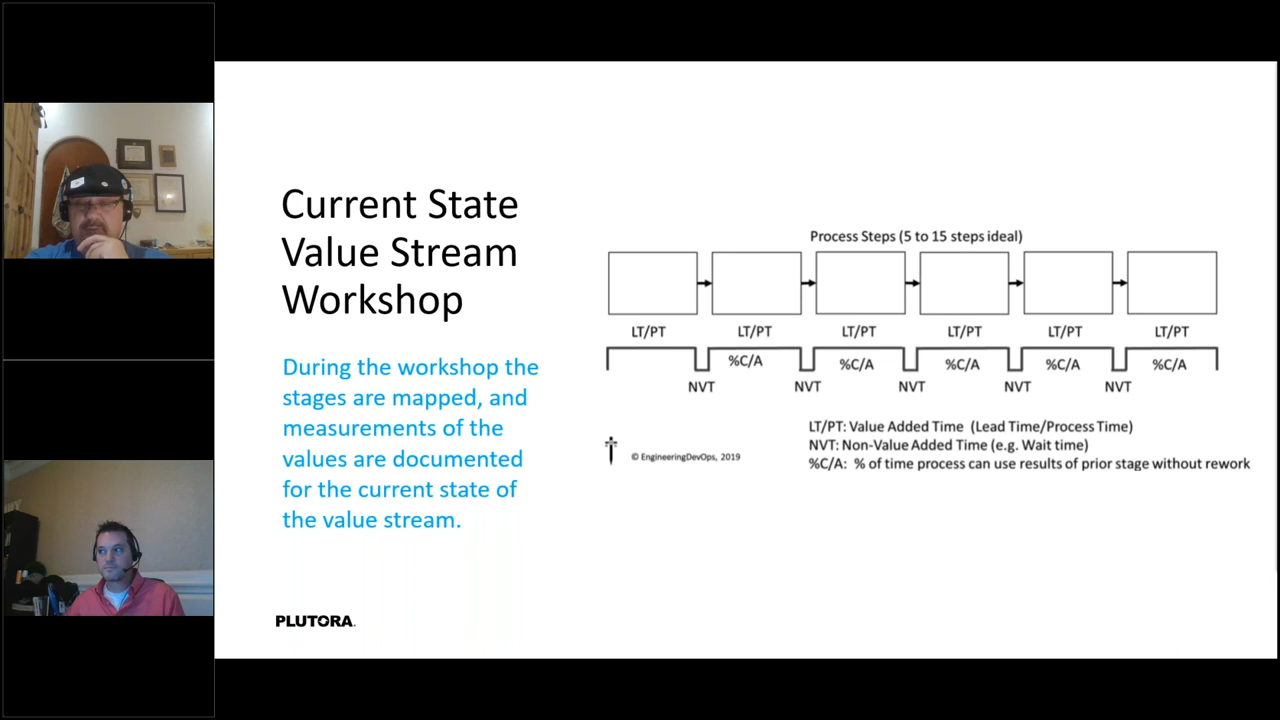 Current State
Value Stream
Workshop
During the workshop the
stages are mapped, and
measurements of the
values are documented
for the current state of
the value stream.
PLUTORA
Process Steps (5 to 15 steps ideal)
LT/PT LT/PT LT/PT LT/PT LT/PT LT/PT
%C/A %C/A %C/A %C/A %C/A
NVT NVT NVT NVT NVT
LT/PT: Value Added Time (Lead Time/Process Time)
NVT: Non-Value Added Time (e.g. Wait time)
%C/A: % of time process can use results of prior stage without rework
© EngineeringDevOps, 2019